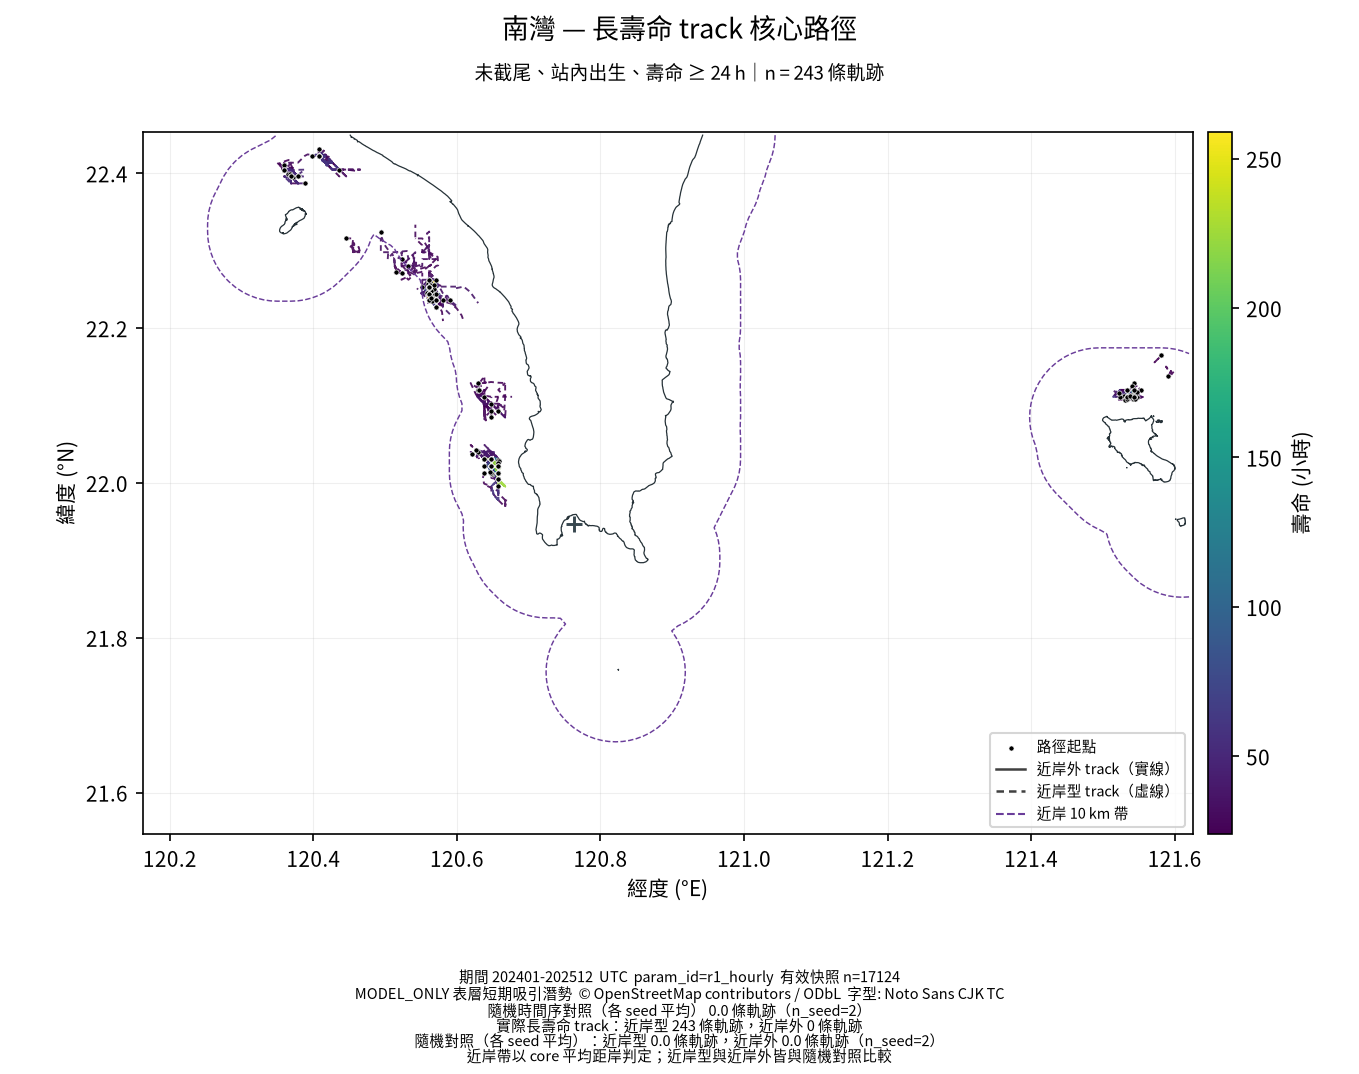 南灣 — 長壽命 track 核心路徑
未截尾、站內出生、壽命 ≥ 24 h｜n = 243 條軌跡
22.4
22.2
22.0
21.8
21.6
緯度 (°N)
120.2 120.4 120.6 120.8 121.0 121.2 121.4 121.6
經度 (°E)
250
200
150
100
50
壽命 (小時)
路徑起點
近岸外 track（實線）
近岸型 track（虛線）
近岸 10 km 帶
期間 202401-202512 UTC param_id=r1_hourly 有效快照 n=17124
MODEL_ONLY 表層短期吸引潛勢 © OpenStreetMap contributors / ODbL 字型: Noto Sans CJK TC
隨機時間序對照（各 seed 平均） 0.0 條軌跡（n_seed=2）
實際長壽命 track：近岸型 243 條軌跡，近岸外 0 條軌跡
隨機對照（各 seed 平均）：近岸型 0.0 條軌跡，近岸外 0.0 條軌跡（n_seed=2）
近岸帶以 core 平均距岸判定；近岸型與近岸外皆與隨機對照比較